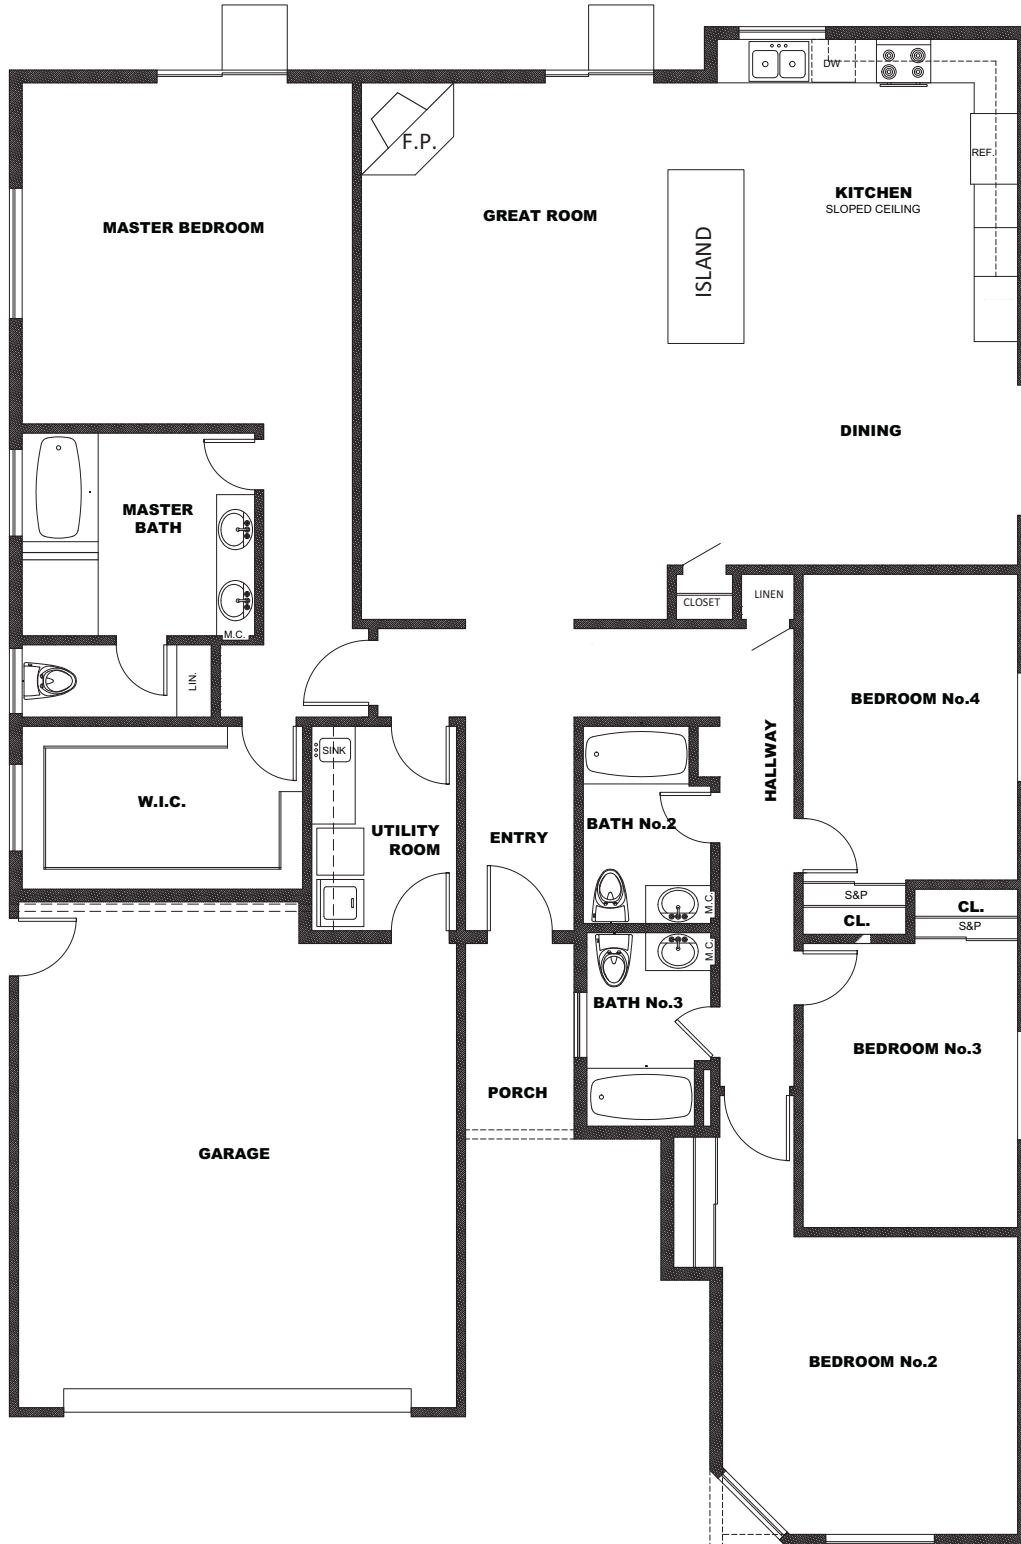 DW
F.P.
REF.
KITCHEN
SLOPED CEILING
GREAT ROOM
MASTER BEDROOM
ISLAND
DINING
MASTER
BATH
M.C.
LIN.
CLOSET
LINEN
BEDROOM No.4
SINK
HALLWAY
W.I.C.
UTILITY
ROOM
ENTRY
BATH No.2
M.C.
S&P
CL.
CL.
S&P
M.C.
BATH No.3
BEDROOM No.3
PORCH
GARAGE
BEDROOM No.2